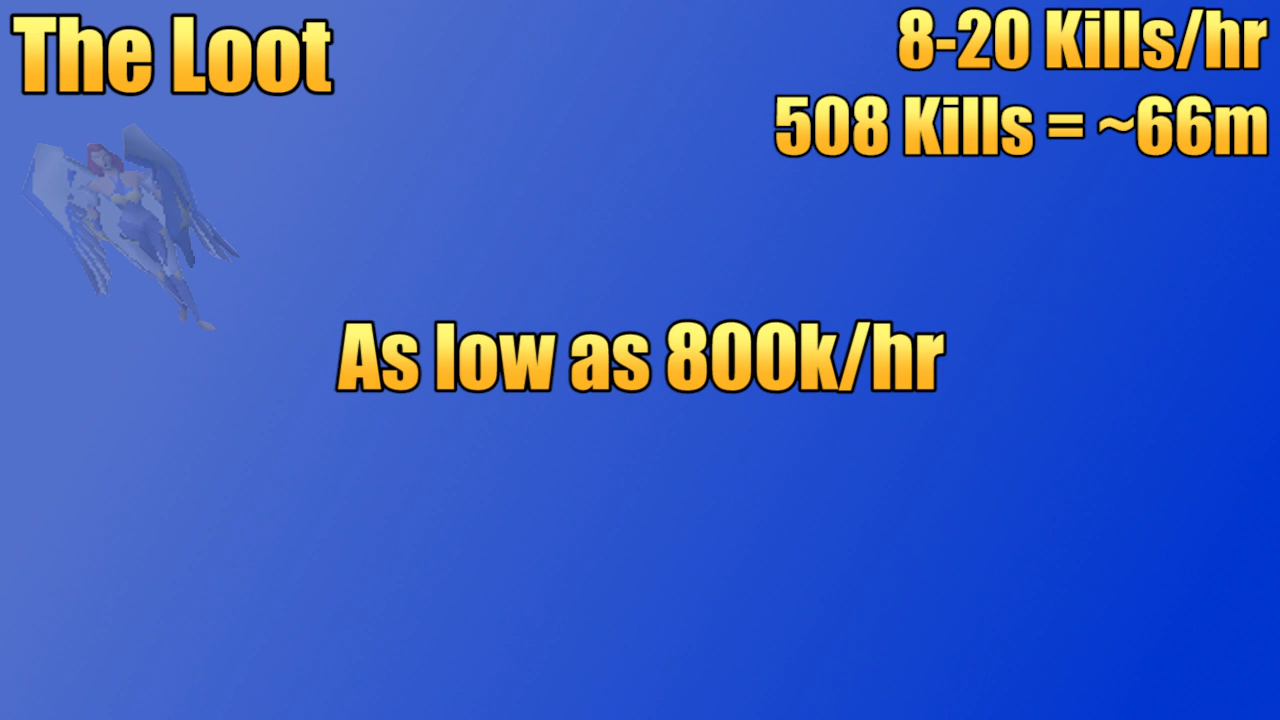 The Loot
8-20 Kills/hr
508 Kills = ~66m
As low as 800k/hr